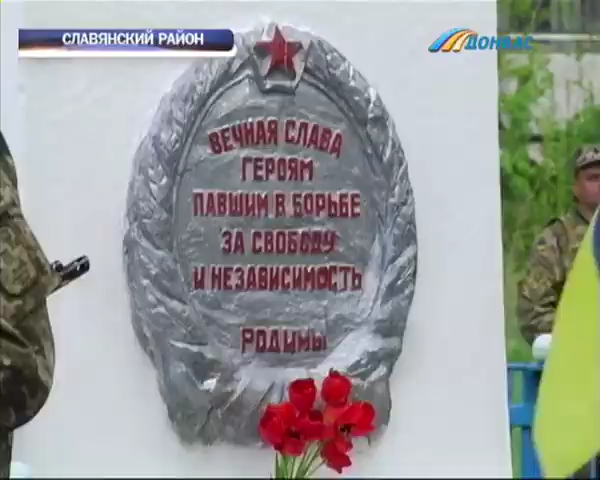 СЛАВЯНСКИЙ РАЙОН
ДОНБАС
ВЕЧНАЯ СЛАВА
ГЕРОЯМ
ПАВШИМ В БОРЬБЕ
ЗА СВОБОДУ
И НЕЗАВИСИМОСТЬ
РОДИНЫ